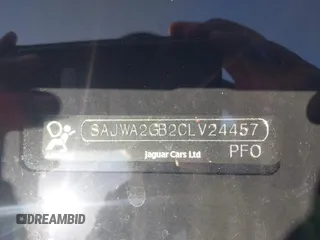 SAJWA2GB2CLV24457
Jaguar Cars Ltd
PFO
DREAMBID